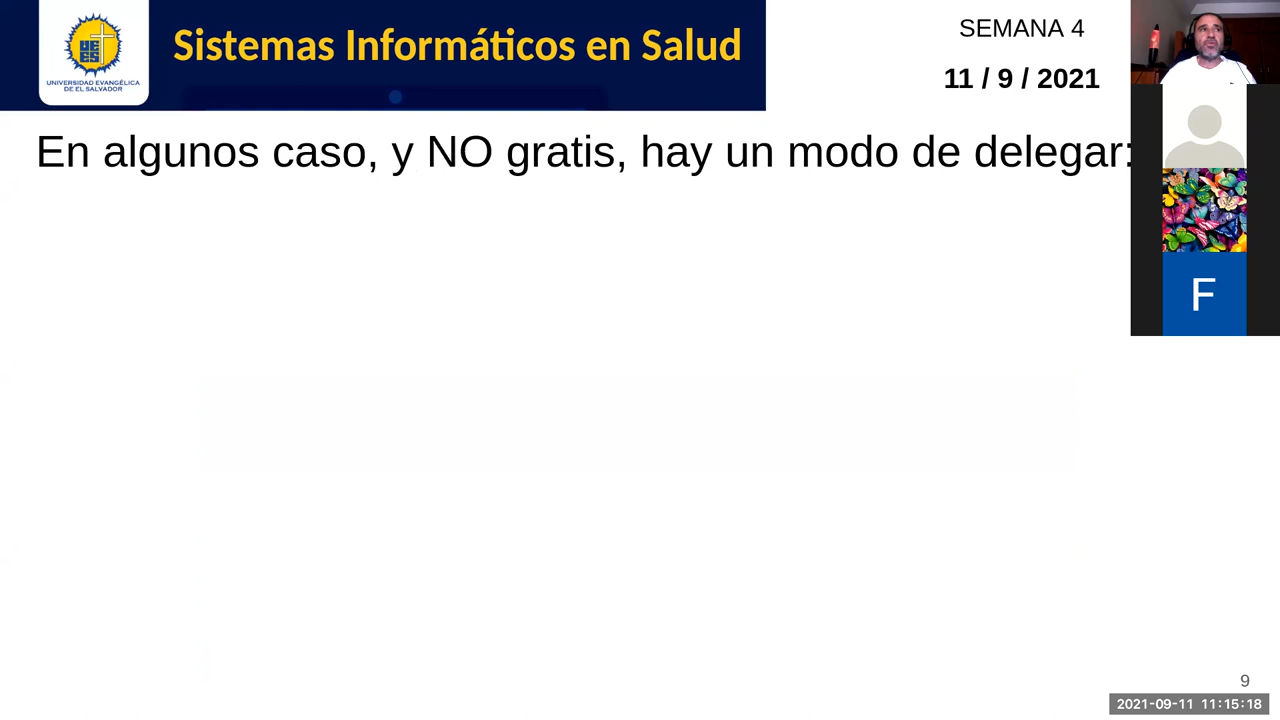 Sistemas Informáticos en Salud
UNIVERSIDAD EVANGÉLICA
DE EL SALVADOR
SEMANA 4
11 / 9 / 2021
En algunos caso, y NO gratis, hay un modo de delegar:
F
9
2021-09-11 11:15:18